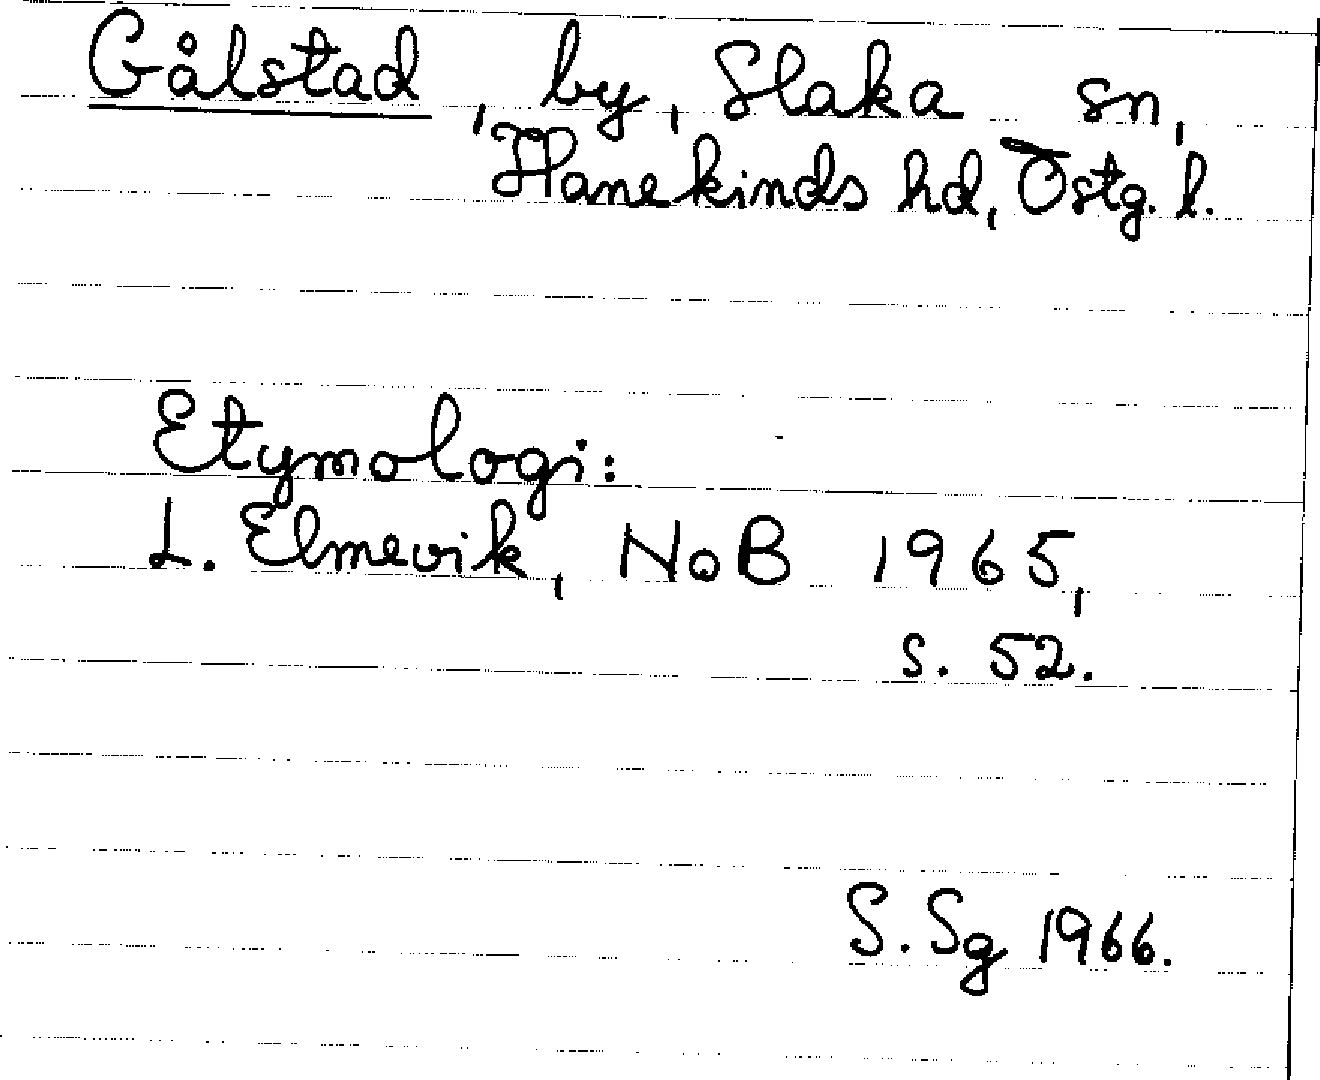 Gålstad, by, Slaka sn,
Hanekinds hd, Östg. l.
Etymologi:
L. Elmevik, NoB 1965,
s. 52.
S. Sg 1966.